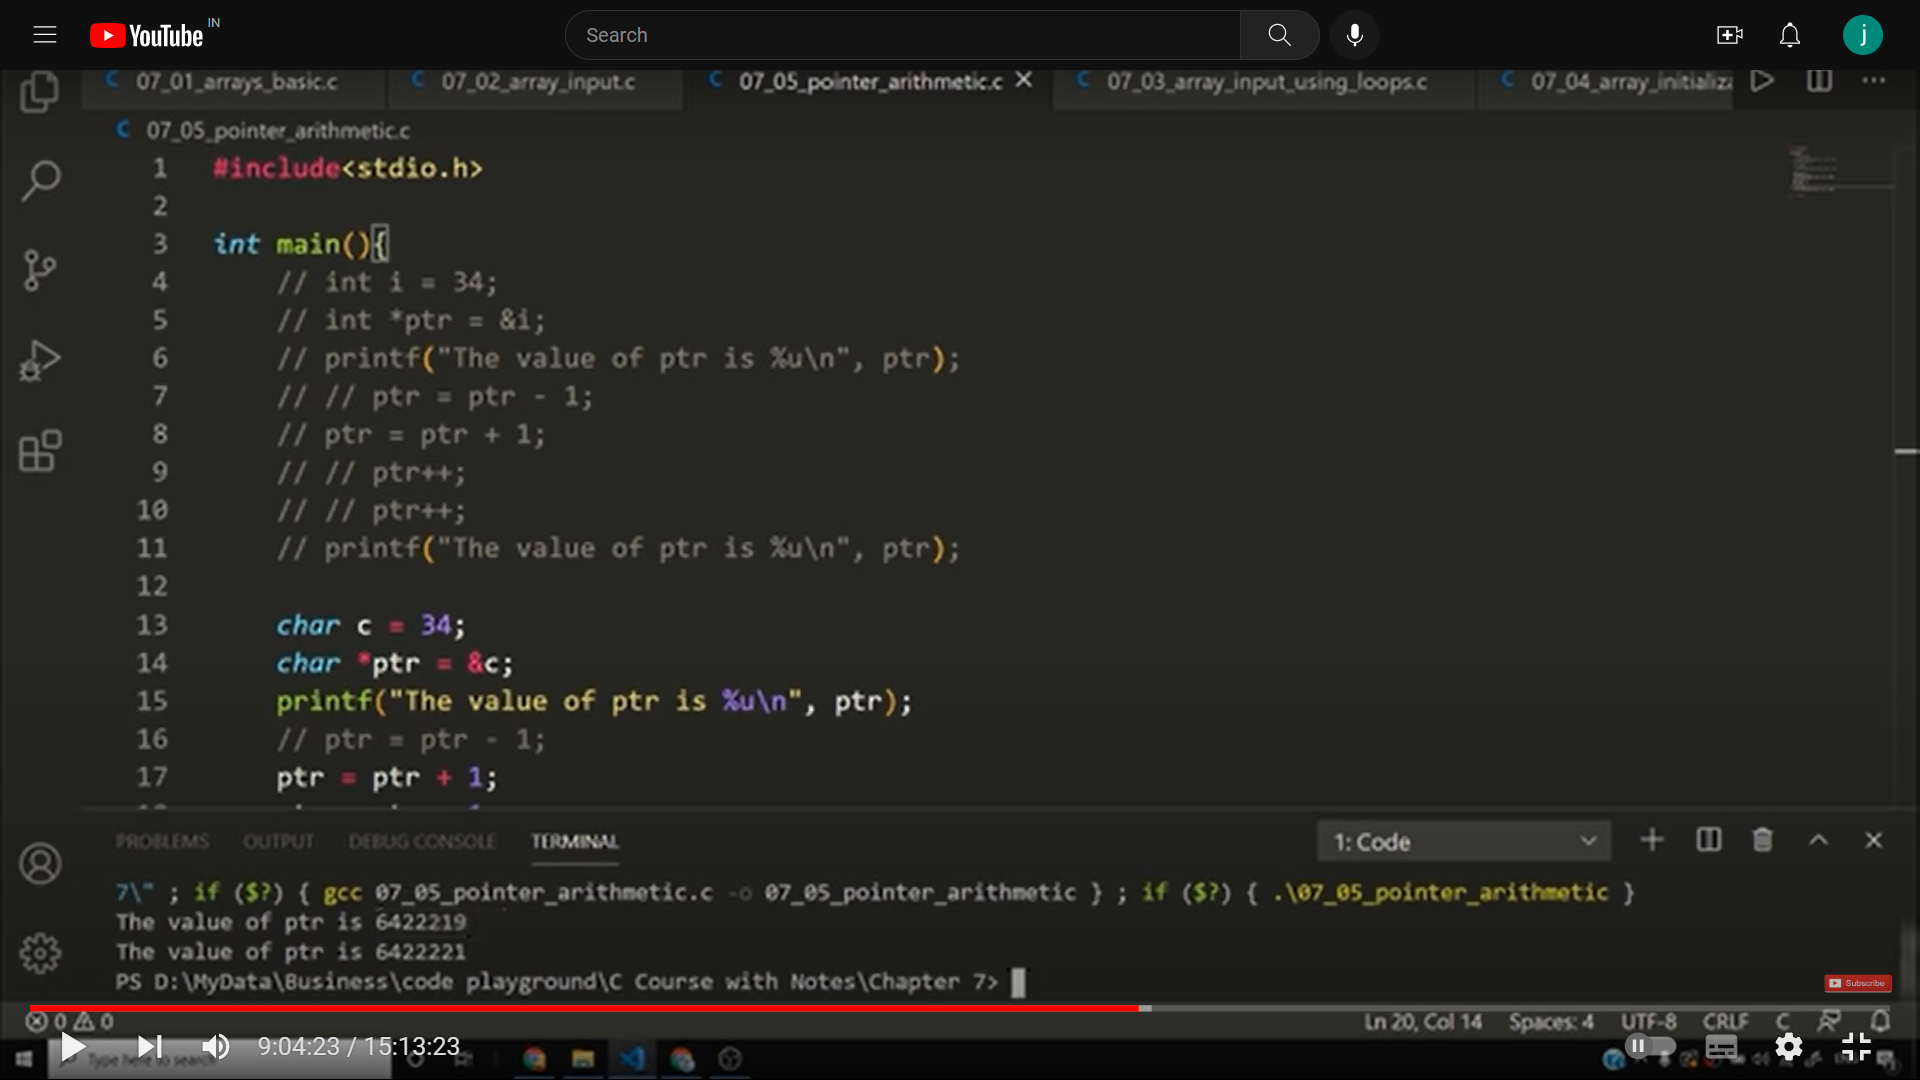 YouTube IN
Search
j
07_01_arrays_basic.c 07_02_array_input.c 07_05_pointer_arithmetic.c 07_03_array_input_using_loops.c 07_04_array_initializa
C 07_05_pointer_arithmetic.c
1 #include<stdio.h>
2
3 int main(){
4 // int i = 34;
5 // int *ptr = &i;
6 // printf("The value of ptr is %u\n", ptr);
7 // // ptr = ptr - 1;
8 // ptr = ptr + 1;
9 // // ptr++;
10 // // ptr++;
11 // printf("The value of ptr is %u\n", ptr);
12
13 char c = 34;
14 char *ptr = &c;
15 printf("The value of ptr is %u\n", ptr);
16 // ptr = ptr - 1;
17 ptr = ptr + 1;
PROBLEMS OUTPUT DEBUG CONSOLE TERMINAL 1: Code
7\" ; if ($?) { gcc 07_05_pointer_arithmetic.c -o 07_05_pointer_arithmetic } ; if ($?) { .\07_05_pointer_arithmetic }
The value of ptr is 6422219
The value of ptr is 6422221
PS D:\MyData\Business\code playground\C Course with Notes\Chapter 7>
Subscribe
0 0 Ln 20, Col 14 Spaces: 4 UTF-8 CRLF C
9:04:23 / 15:13:23
Type here to search